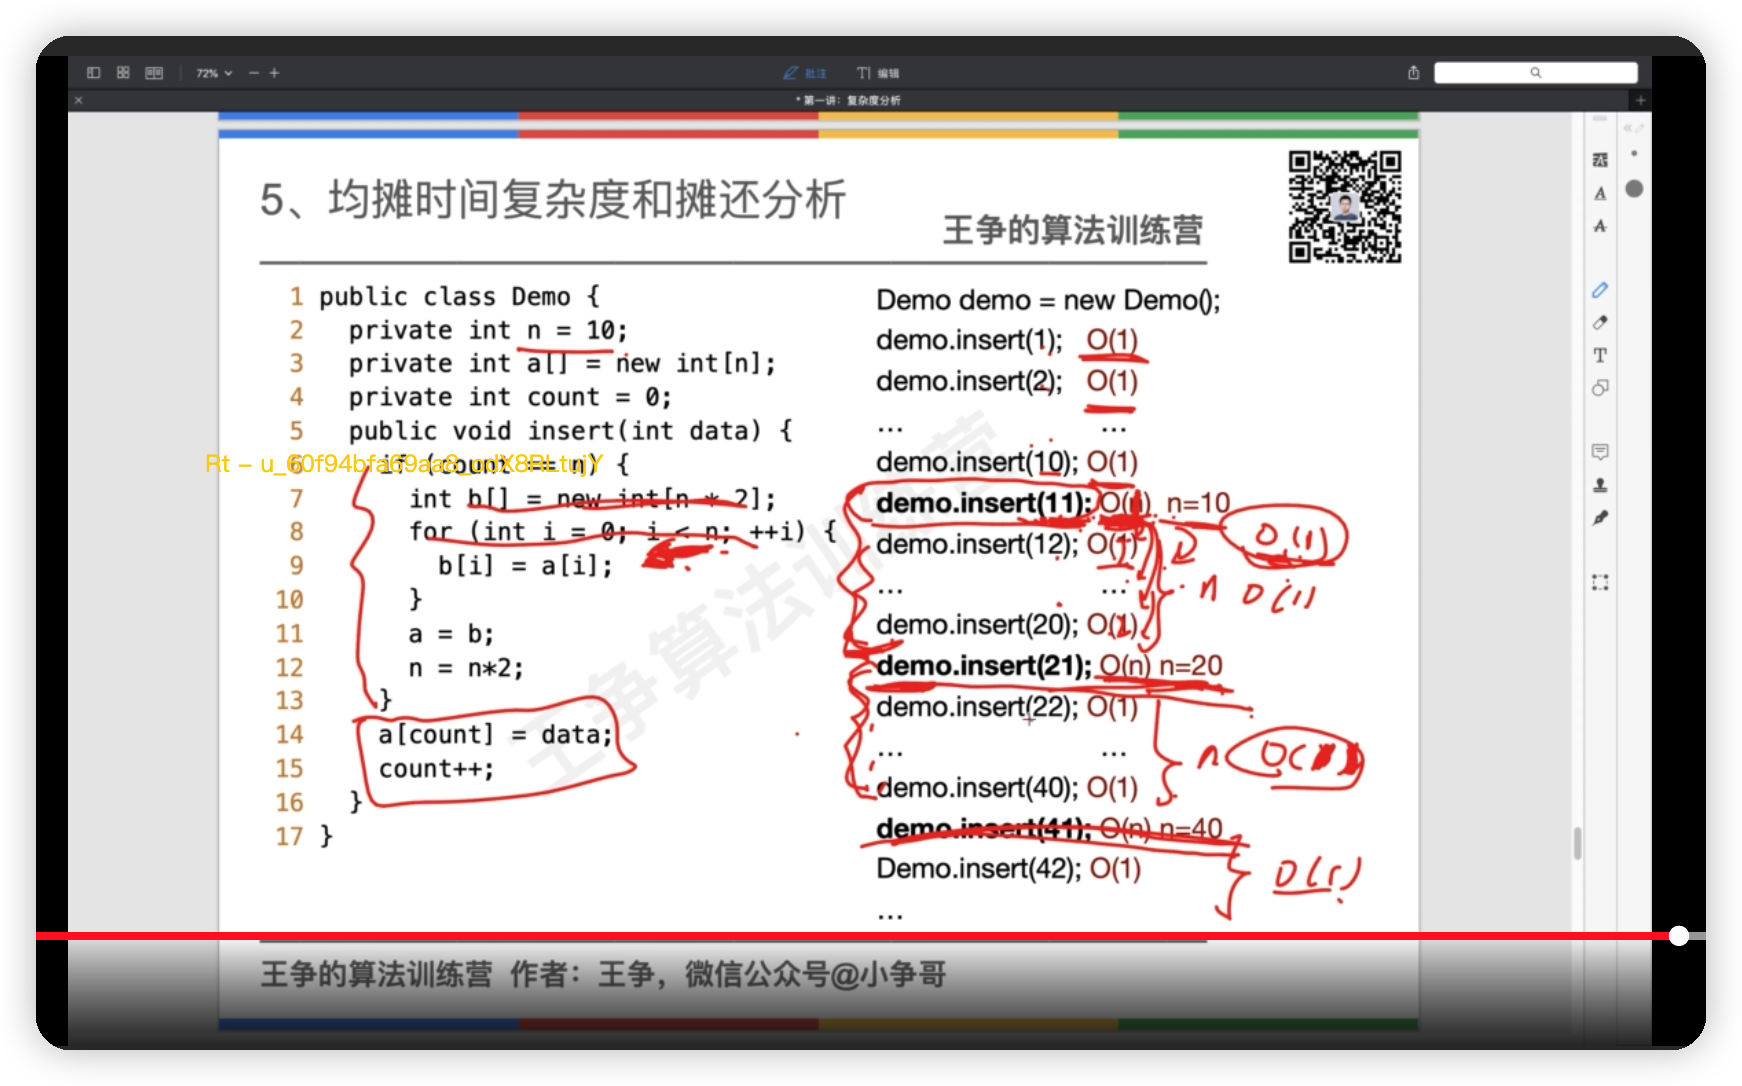 72%
批注
T| 编辑
* 第一讲：复杂度分析
5、均摊时间复杂度和摊还分析
王争的算法训练营
1 public class Demo {
2 private int n = 10;
3 private int a[] = new int[n];
4 private int count = 0;
5 public void insert(int data) {
6 if (count == n) {
7 int b[] = new int[n * 2];
8 for (int i = 0; i < n; ++i) {
9 b[i] = a[i];
10 }
11 a = b;
12 n = n*2;
13 }
14 a[count] = data;
15 count++;
16 }
17 }
Demo demo = new Demo();
demo.insert(1); O(1)
demo.insert(2); O(1)
... ...
demo.insert(10); O(1)
demo.insert(11); O(n) n=10
O(1)
demo.insert(12); O(1)
... ...
n O(1)
demo.insert(20); O(1)
demo.insert(21); O(n) n=20
demo.insert(22); O(1)
... ...
n
demo.insert(40); O(1)
demo.insert(41); O(n) n=40
Demo.insert(42); O(1)
O(1)
...
王争算法训练营
王争的算法训练营 作者：王争，微信公众号@小争哥